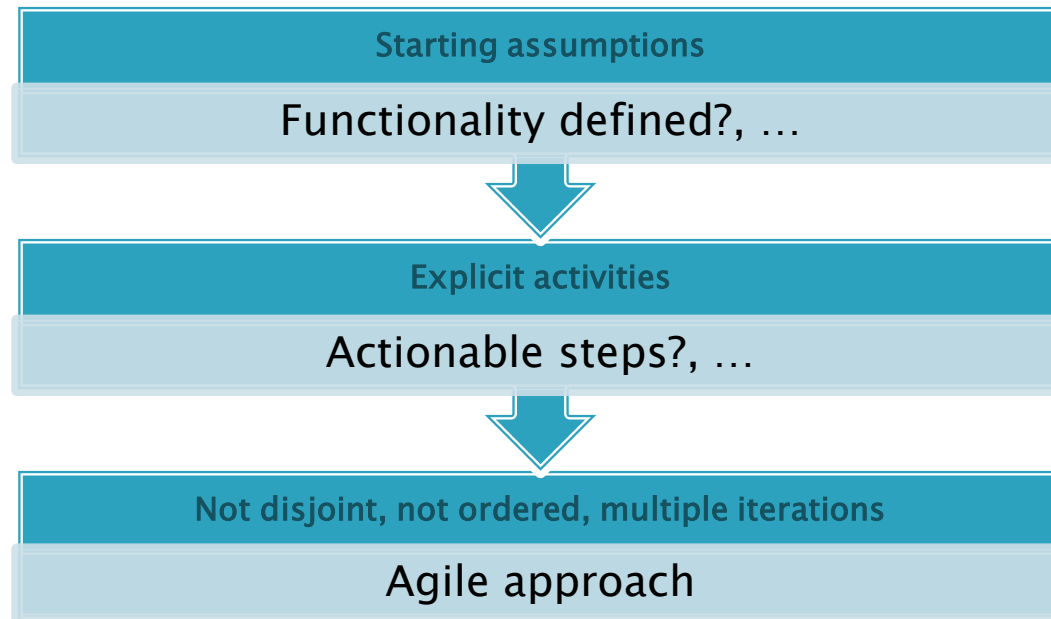 Starting assumptions
Functionality defined?, …
Explicit activities
Actionable steps?, …
Not disjoint, not ordered, multiple iterations
Agile approach